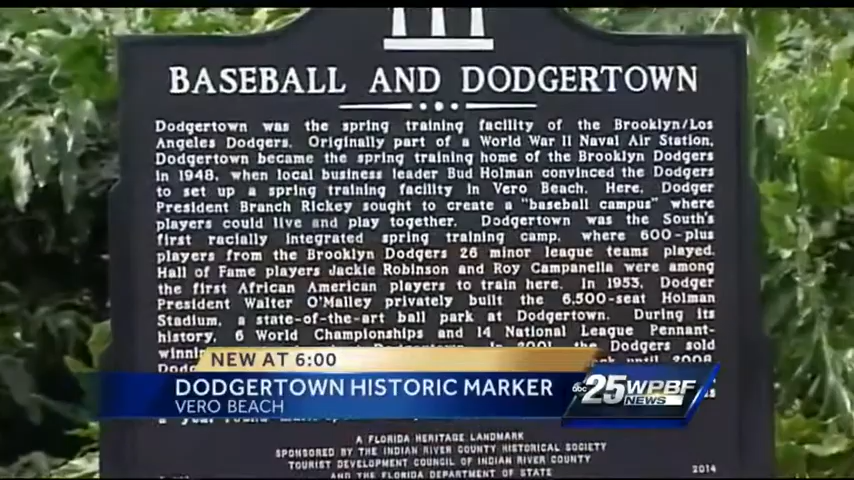 BASEBALL AND DODGERTOWN
Dodgertown was the spring training facility of the Brooklyn/Los
Angeles Dodgers. Originally part of a World War II Naval Air Station,
Dodgertown became the spring training home of the Brooklyn Dodgers
in 1948, when local business leader Bud Holman convinced the Dodgers
to set up a spring training facility in Vero Beach. Here, Dodger
President Branch Rickey sought to create a "baseball campus" where
players could live and play together. Dodgertown was the South's
first racially integrated spring training camp, where 600-plus
players from the Brooklyn Dodgers 26 minor league teams played.
Hall of Fame players Jackie Robinson and Roy Campanella were among
the first African American players to train here. In 1953, Dodger
President Walter O'Malley privately built the 6,500-seat Holman
Stadium, a state-of-the-art ball park at Dodgertown. During its
history, 6 World Championships and 14 National League Pennant-
Dodgertown. In 2001, the Dodgers sold
until 2008
NEW AT 6:00
DODGERTOWN HISTORIC MARKER
VERO BEACH
abc 25 WPBF
NEWS
A FLORIDA HERITAGE LANDMARK
SPONSORED BY THE INDIAN RIVER COUNTY HISTORICAL SOCIETY
TOURIST DEVELOPMENT COUNCIL OF INDIAN RIVER COUNTY
AND THE FLORIDA DEPARTMENT OF STATE
2014